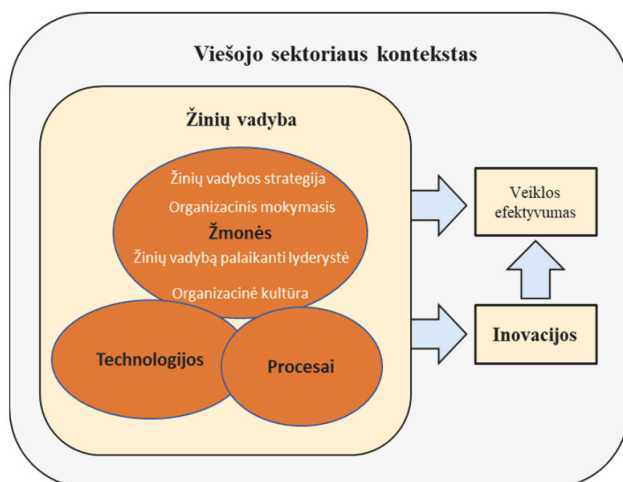 Viešojo sektoriaus kontekstas
Žinių vadyba
Žinių vadybos strategija
Organizacinis mokymasis
Žmonės
Žinių vadybą palaikanti lyderystė
Organizacinė kultūra
Technologijos
Procesai
Veiklos
efektyvumas
Inovacijos